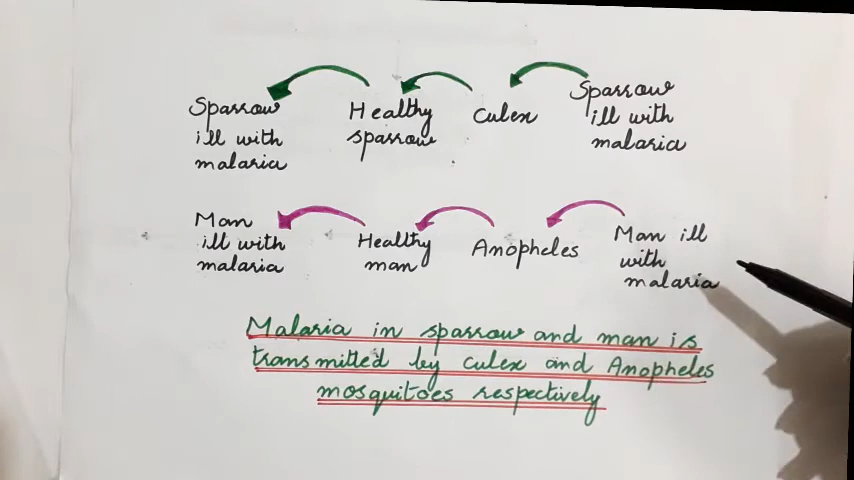 Sparrow ill with malaria
Healthy sparrow
Culex
Sparrow ill with malaria
Man ill with malaria
Healthy man
Anopheles
Man ill with malaria
Malaria in sparrow and man is
transmitted by Culex and Anopheles
mosquitoes respectively